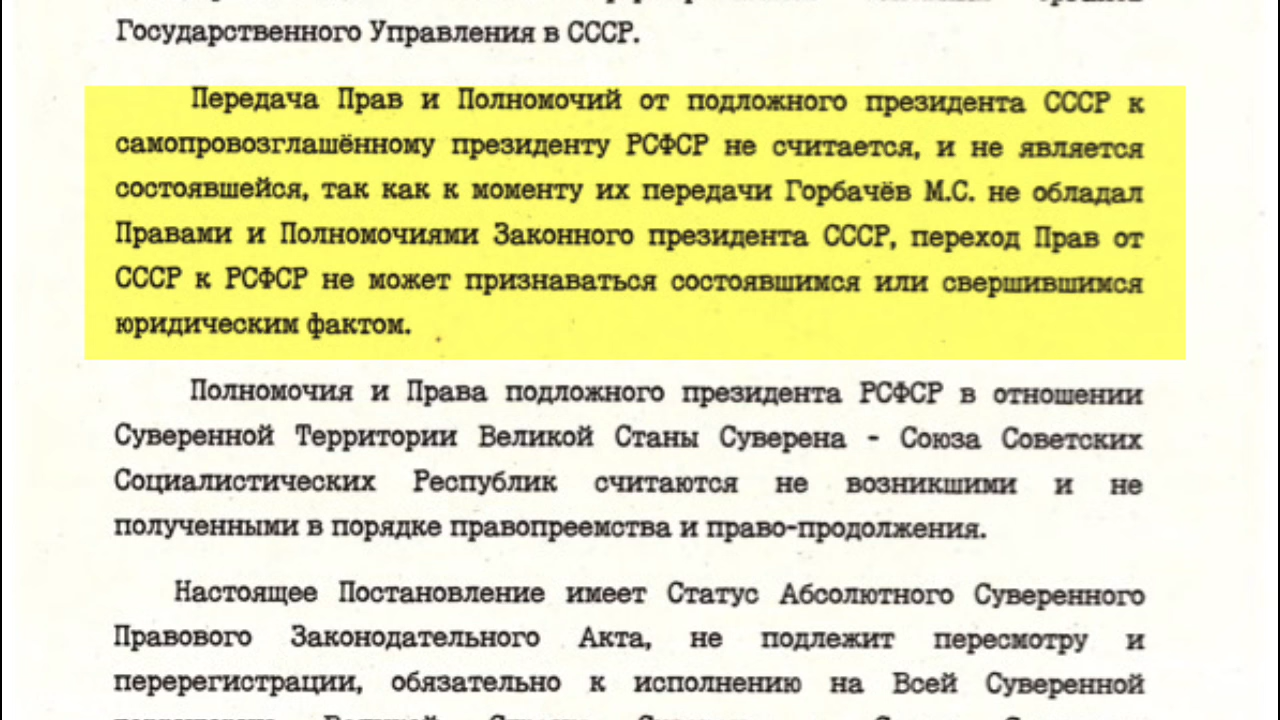 Государственного Управления в СССР.
Передача Прав и Полномочий от подложного президента СССР к
самопровозглашённому президенту РСФСР не считается, и не является
состоявшейся, так как к моменту их передачи Горбачёв М.С. не обладал
Правами и Полномочиями Законного президента СССР, переход Прав от
СССР к РСФСР не может признаваться состоявшимся или свершившимся
юридическим фактом.
Полномочия и Права подложного президента РСФСР в отношении
Суверенной Территории Великой Станы Суверена - Союза Советских
Социалистических Республик считаются не возникшими и не
полученными в порядке правопреемства и право-продолжения.
Настоящее Постановление имеет Статус Абсолютного Суверенного
Правового Законодательного Акта, не подлежит пересмотру и
перерегистрации, обязательно к исполнению на Всей Суверенной